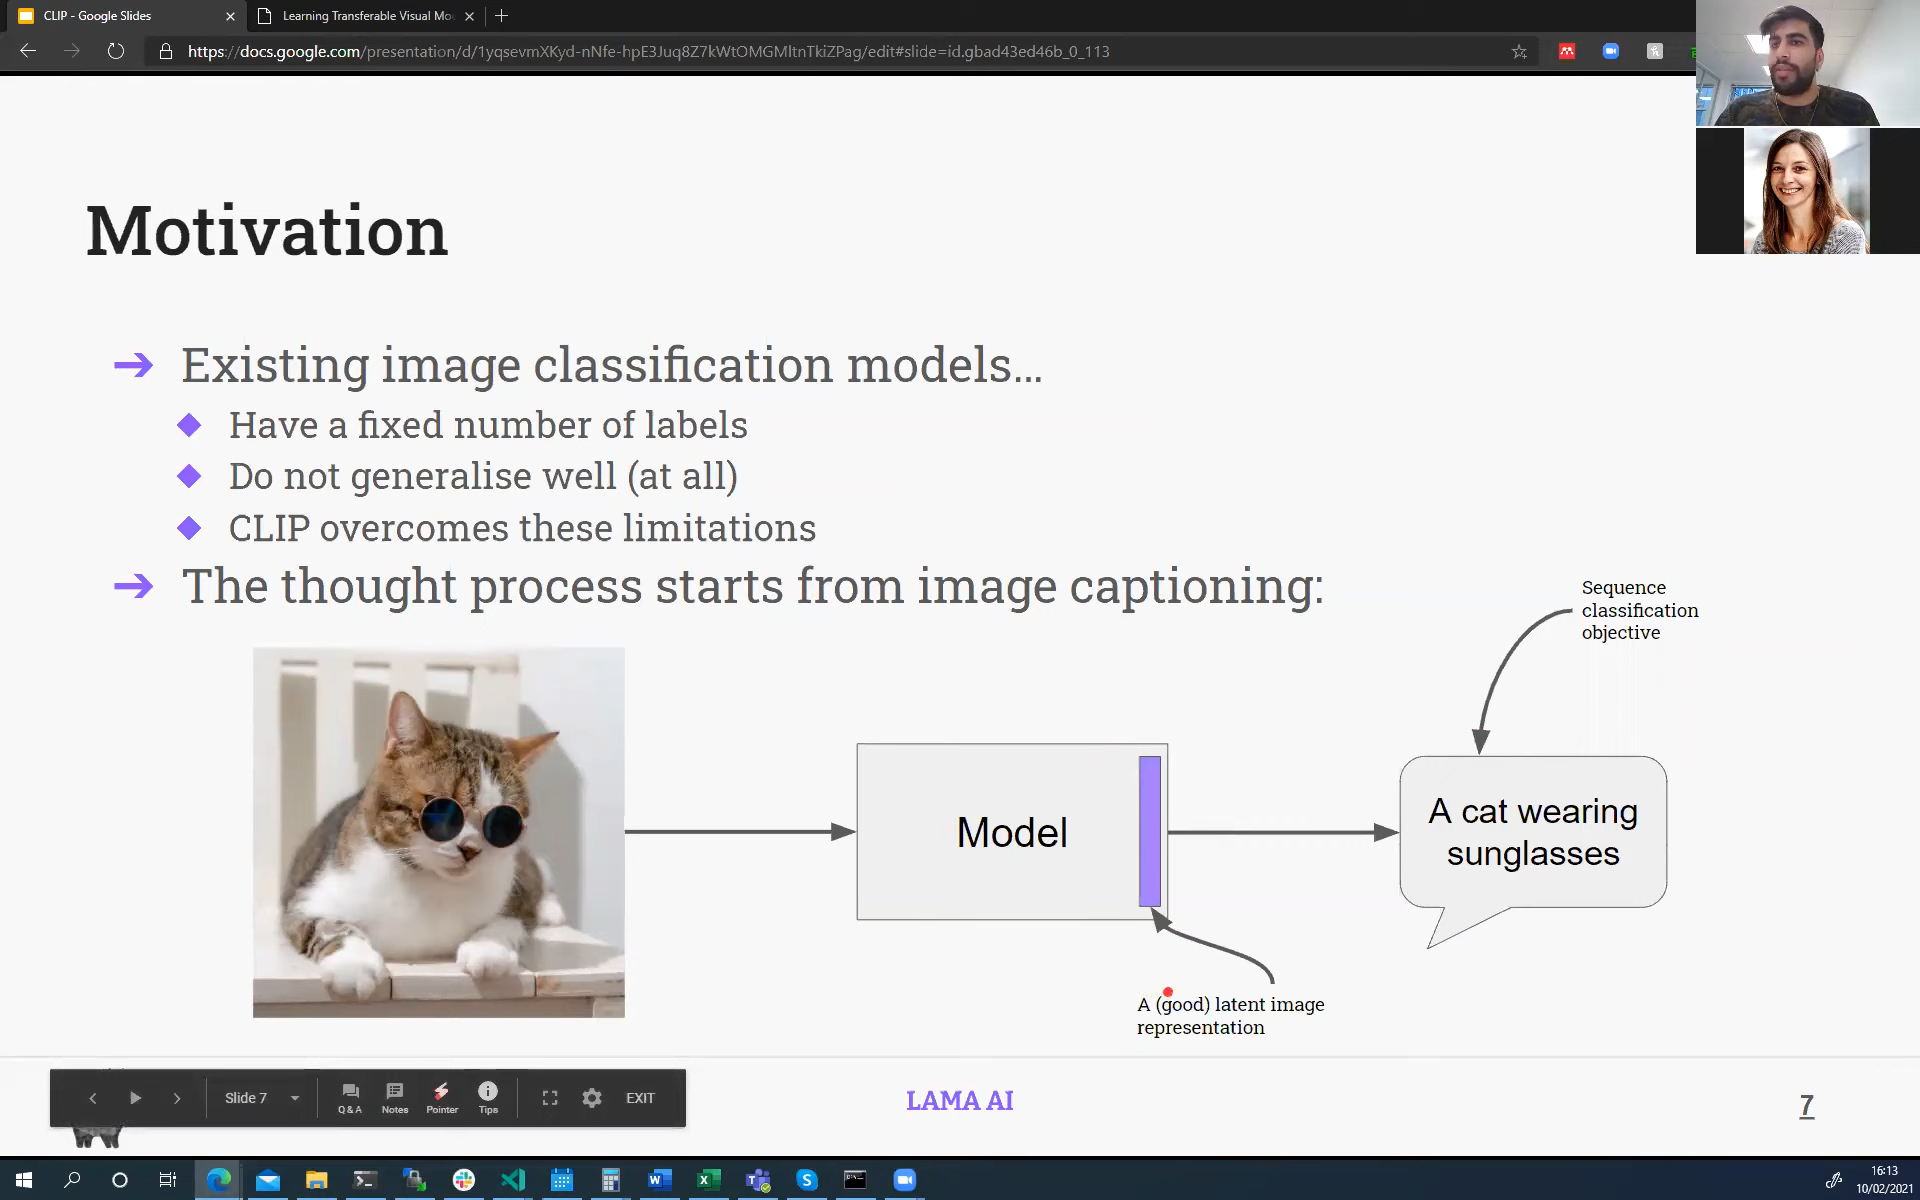 CLIP - Google Slides
Learning Transferable Visual Mo
https://docs.google.com/presentation/d/1yqsevmXKyd-nNfe-hpE3Juq8Z7kWtOMGMltnTkiZPag/edit#slide=id.gbad43ed46b_0_113
Motivation
Existing image classification models...
Have a fixed number of labels
Do not generalise well (at all)
CLIP overcomes these limitations
The thought process starts from image captioning:
Sequence
classification
objective
Model
A cat wearing
sunglasses
A (good) latent image
representation
Slide 7
Q & A
Notes
Pointer
Tips
EXIT
LAMA AI
7
16:13
10/02/2021